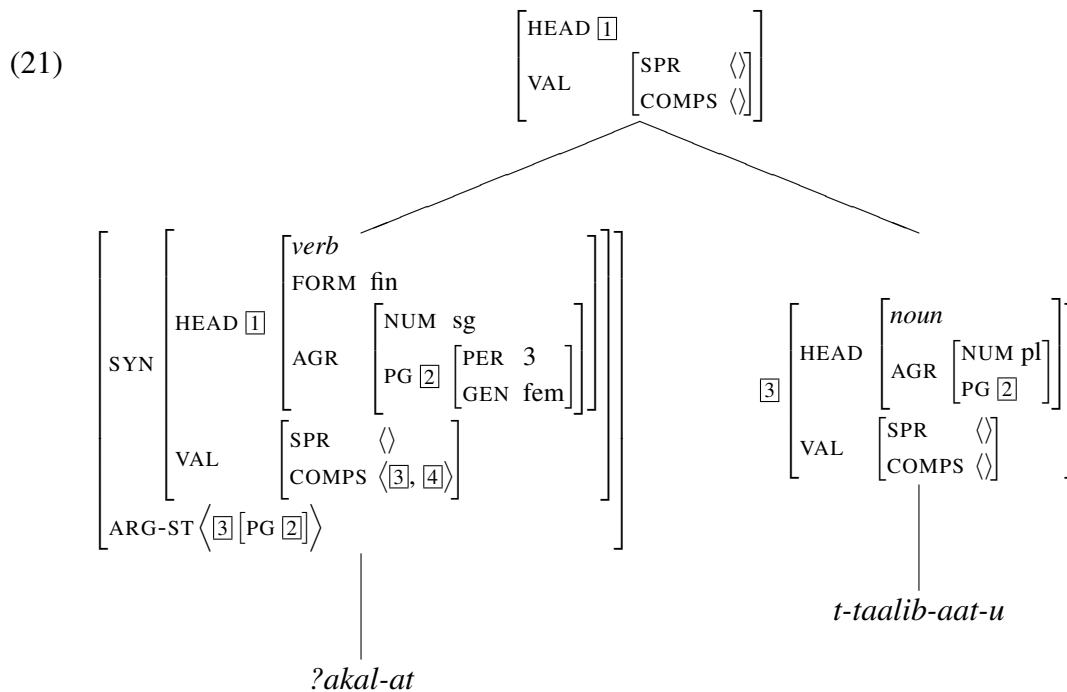 (21)
[HEAD [1]
VAL [SPR ⟨⟩
COMPS ⟨⟩]]
[SYN [HEAD [1] [verb
FORM fin
AGR [NUM sg
PG [2] [PER 3
GEN fem]]]
VAL [SPR ⟨⟩
COMPS ⟨[3], [4]⟩]]
ARG-ST ⟨[3] [PG [2]]⟩]
?akal-at
[3] [HEAD [noun
AGR [NUM pl
PG [2]]]
VAL [SPR ⟨⟩
COMPS ⟨⟩]]
t-taalib-aat-u